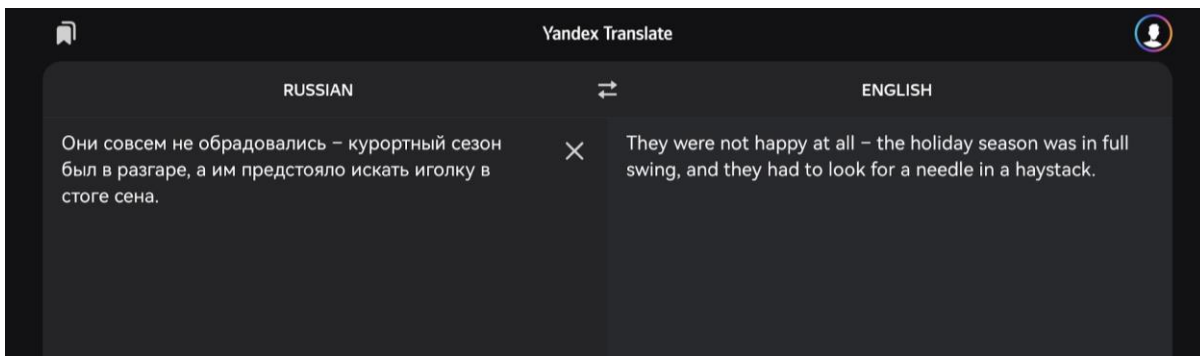 Yandex Translate
RUSSIAN
ENGLISH
Они совсем не обрадовались – курортный сезон
был в разгаре, а им предстояло искать иголку в
стоге сена.
They were not happy at all – the holiday season was in full
swing, and they had to look for a needle in a haystack.